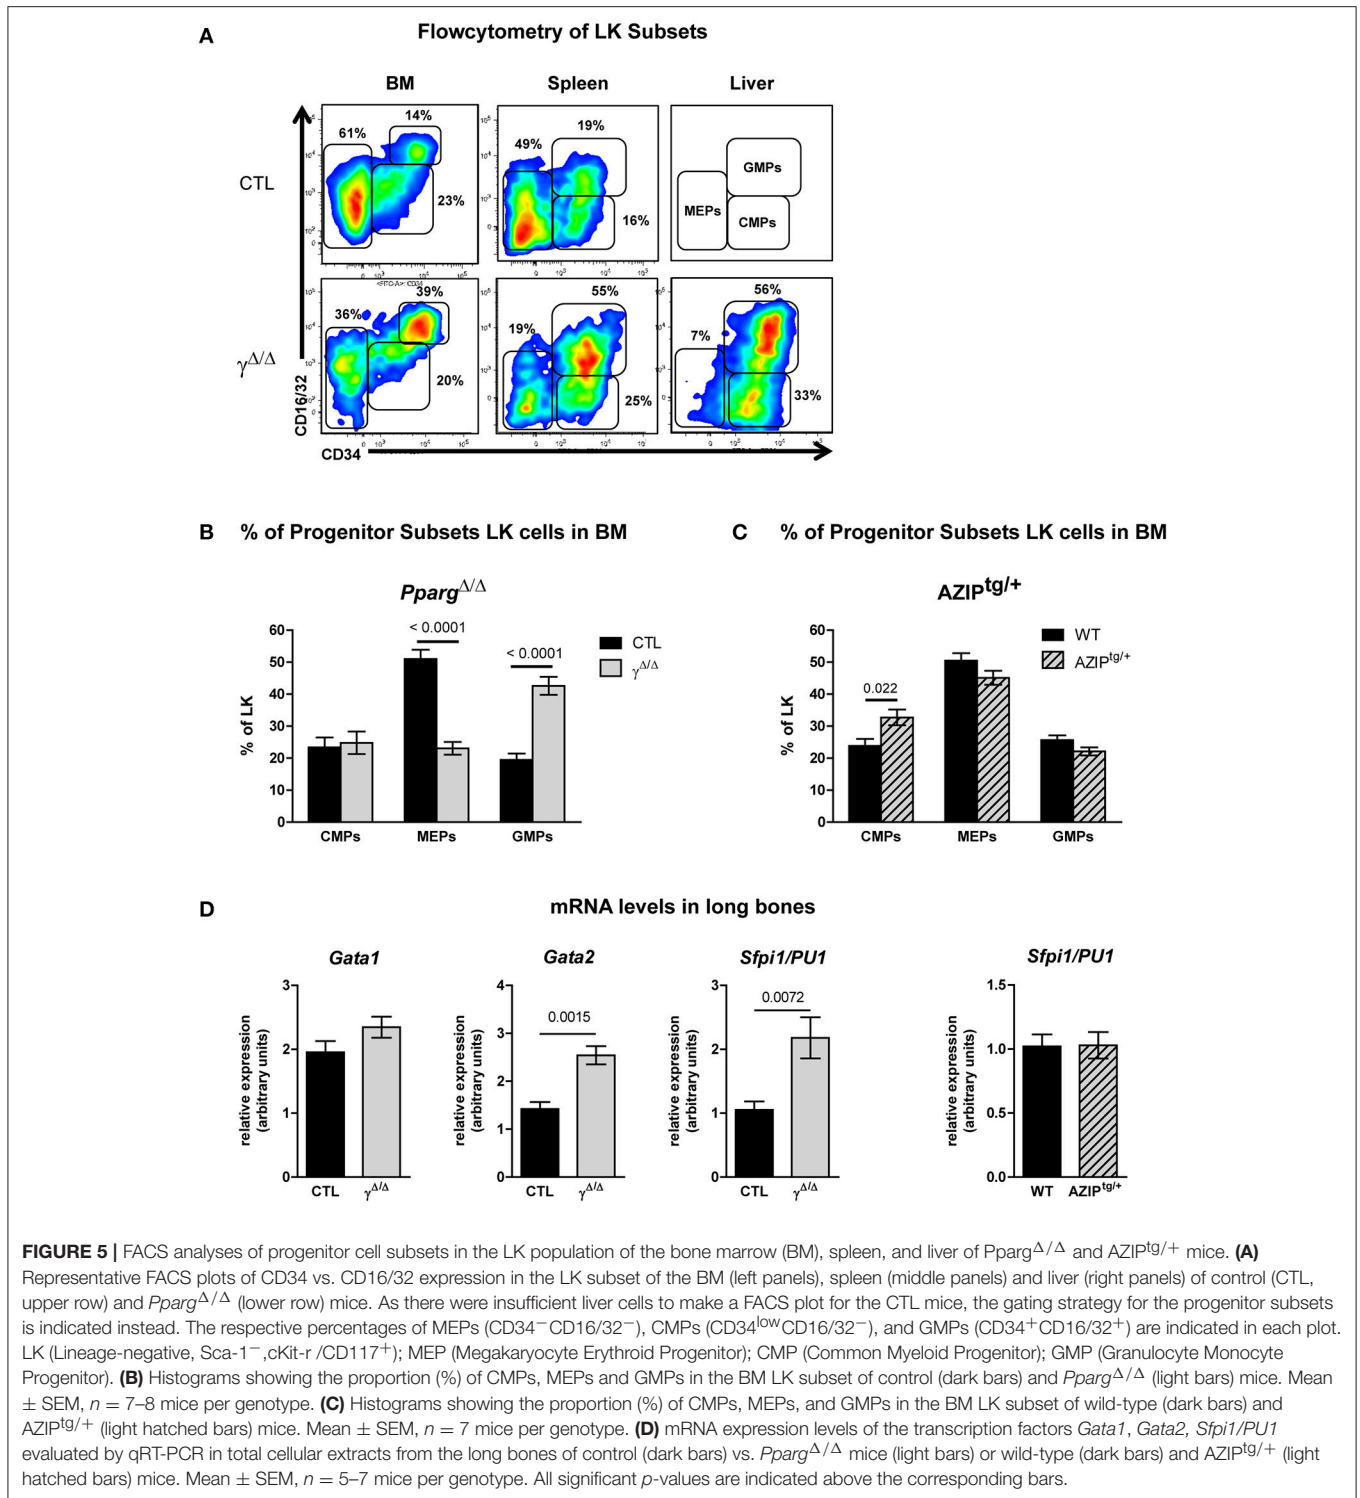 A
Flowcytometry of LK Subsets
BM Spleen Liver
CTL
61% 14% 23%
49% 19% 16%
GMPs
MEPs
CMPs
γΔ/Δ
36% 39% 20%
19% 55% 25%
7% 56% 33%
CD16/32
CD34
B % of Progenitor Subsets LK cells in BM
PpargΔ/Δ
% of LK
60
50
40
30
20
10
0
< 0.0001
< 0.0001
CTL
γΔ/Δ
CMPs MEPs GMPs
C % of Progenitor Subsets LK cells in BM
AZIPtg/+
% of LK
60
50
40
30
20
10
0
0.022
WT
AZIPtg/+
CMPs MEPs GMPs
D
mRNA levels in long bones
Gata1
relative expression
(arbitrary units)
3
2
1
0
CTL γΔ/Δ
Gata2
relative expression
(arbitrary units)
4
3
2
1
0
0.0015
CTL γΔ/Δ
Sfpi1/PU1
relative expression
(arbitrary units)
3
2
1
0
0.0072
CTL γΔ/Δ
Sfpi1/PU1
relative expression
(arbitrary units)
1.5
1.0
0.5
0.0
WT AZIPtg/+
FIGURE 5 | FACS analyses of progenitor cell subsets in the LK population of the bone marrow (BM), spleen, and liver of PpargΔ/Δ and AZIPtg/+ mice. (A)
Representative FACS plots of CD34 vs. CD16/32 expression in the LK subset of the BM (left panels), spleen (middle panels) and liver (right panels) of control (CTL,
upper row) and PpargΔ/Δ (lower row) mice. As there were insufficient liver cells to make a FACS plot for the CTL mice, the gating strategy for the progenitor subsets
is indicated instead. The respective percentages of MEPs (CD34−CD16/32−), CMPs (CD34lowCD16/32−), and GMPs (CD34+CD16/32+) are indicated in each plot.
LK (Lineage-negative, Sca-1−,cKit-r /CD117+); MEP (Megakaryocyte Erythroid Progenitor); CMP (Common Myeloid Progenitor); GMP (Granulocyte Monocyte
Progenitor). (B) Histograms showing the proportion (%) of CMPs, MEPs and GMPs in the BM LK subset of control (dark bars) and PpargΔ/Δ (light bars) mice. Mean
± SEM, n = 7–8 mice per genotype. (C) Histograms showing the proportion (%) of CMPs, MEPs, and GMPs in the BM LK subset of wild-type (dark bars) and
AZIPtg/+ (light hatched bars) mice. Mean ± SEM, n = 7 mice per genotype. (D) mRNA expression levels of the transcription factors Gata1, Gata2, Sfpi1/PU1
evaluated by qRT-PCR in total cellular extracts from the long bones of control (dark bars) vs. PpargΔ/Δ mice (light bars) or wild-type (dark bars) and AZIPtg/+ (light
hatched bars) mice. Mean ± SEM, n = 5–7 mice per genotype. All significant p-values are indicated above the corresponding bars.